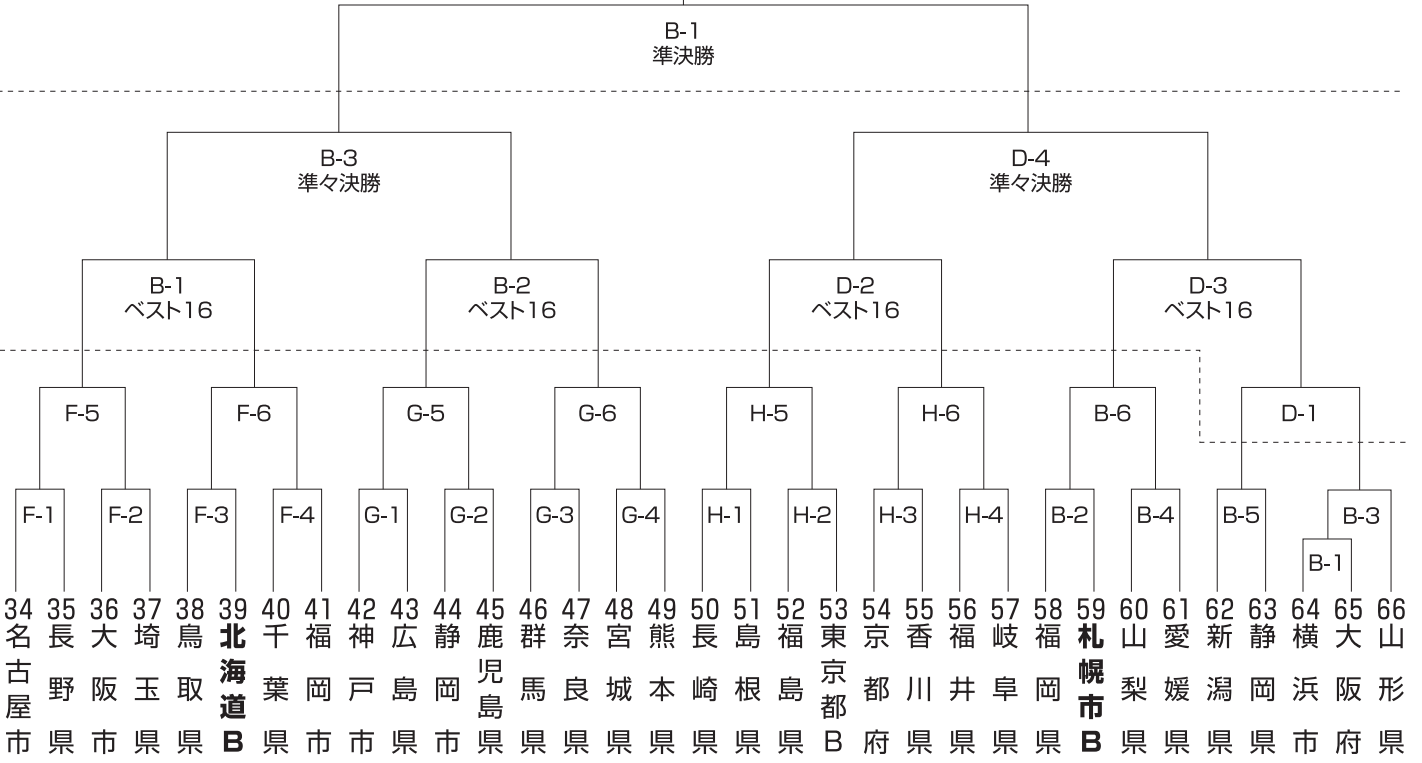 B-1
準決勝
B-3
準々決勝
D-4
準々決勝
B-1
ベスト16
B-2
ベスト16
D-2
ベスト16
D-3
ベスト16
F-5
F-6
G-5
G-6
H-5
H-6
B-6
D-1
F-1
F-2
F-3
F-4
G-1
G-2
G-3
G-4
H-1
H-2
H-3
H-4
B-2
B-4
B-5
B-3
B-1
34
名古屋市
35
長野県
36
大阪市
37
埼玉県
38
鳥取県
39
北海道B
40
千葉県
41
福岡市
42
神戸市
43
広島県
44
静岡市
45
鹿児島県
46
群馬県
47
奈良県
48
宮城県
49
熊本県
50
長崎県
51
島根県
52
福島県
53
東京都B
54
京都府
55
香川県
56
福井県
57
岐阜県
58
福岡県
59
札幌市B
60
山梨県
61
愛媛県
62
新潟県
63
静岡県
64
横浜市
65
大阪府
66
山形県